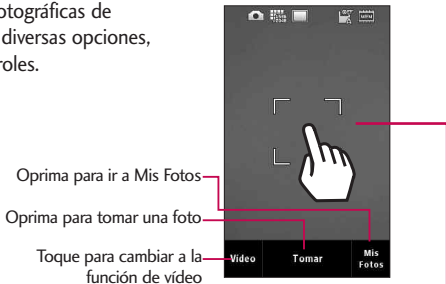 otográficas de
diversas opciones,
roles.
Oprima para ir a Mis Fotos
Oprima para tomar una foto
Toque para cambiar a la
función de vídeo
Vídeo
Tomar
Mis
Fotos